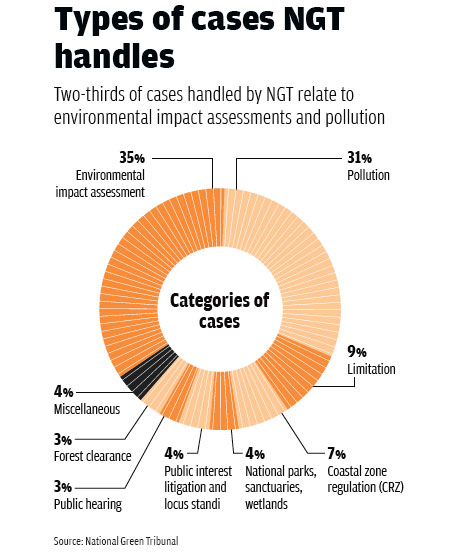 Types of cases NGT
handles
Two-thirds of cases handled by NGT relate to
environmental impact assessments and pollution
35%
Environmental
impact assessment
31%
Pollution
Categories of
cases
9%
Limitation
4%
Miscellaneous
3%
Forest clearance
3%
Public hearing
4%
Public interest
litigation and
locus standi
4%
National parks,
sanctuaries,
wetlands
7%
Coastal zone
regulation (CRZ)
Source: National Green Tribunal